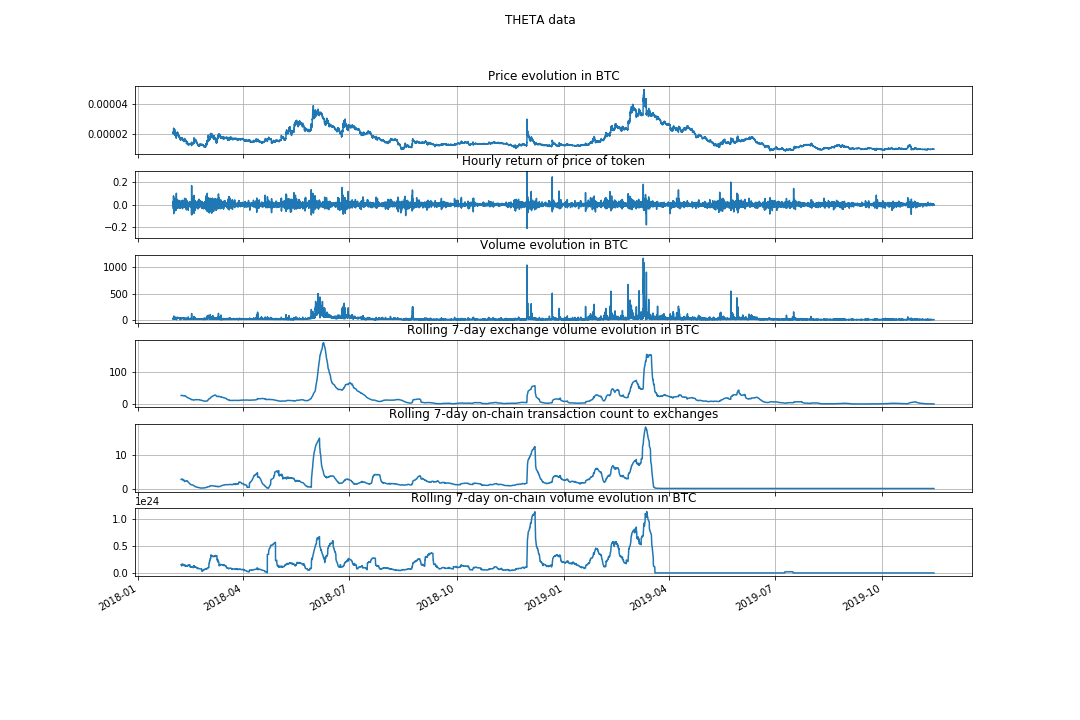 THETA data
Price evolution in BTC
0.00004
0.00002
Hourly return of price of token
0.2
0.0
−0.2
Volume evolution in BTC
1000
500
0
Rolling 7-day exchange volume evolution in BTC
100
0
Rolling 7-day on-chain transaction count to exchanges
10
0
Rolling 7-day on-chain volume evolution in BTC
1e24
1.0
0.5
0.0
2018-01
2018-04
2018-07
2018-10
2019-01
2019-04
2019-07
2019-10